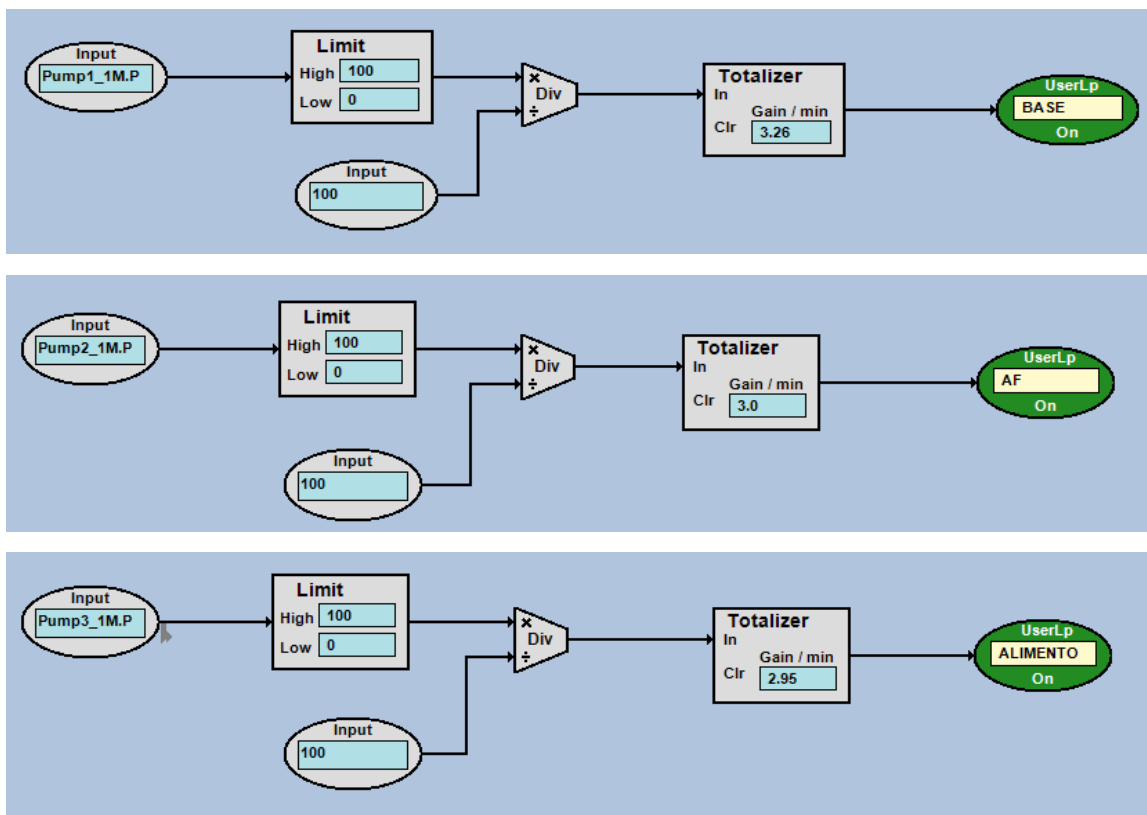 Input
Pump1_1M.P
Limit
High 100
Low 0
× Div ÷
Input
100
Totalizer
In
Gain / min
Clr 3.26
UserLp
BASE
On
Input
Pump2_1M.P
Limit
High 100
Low 0
× Div ÷
Input
100
Totalizer
In
Gain / min
Clr 3.0
UserLp
AF
On
Input
Pump3_1M.P
Limit
High 100
Low 0
× Div ÷
Input
100
Totalizer
In
Gain / min
Clr 2.95
UserLp
ALIMENTO
On